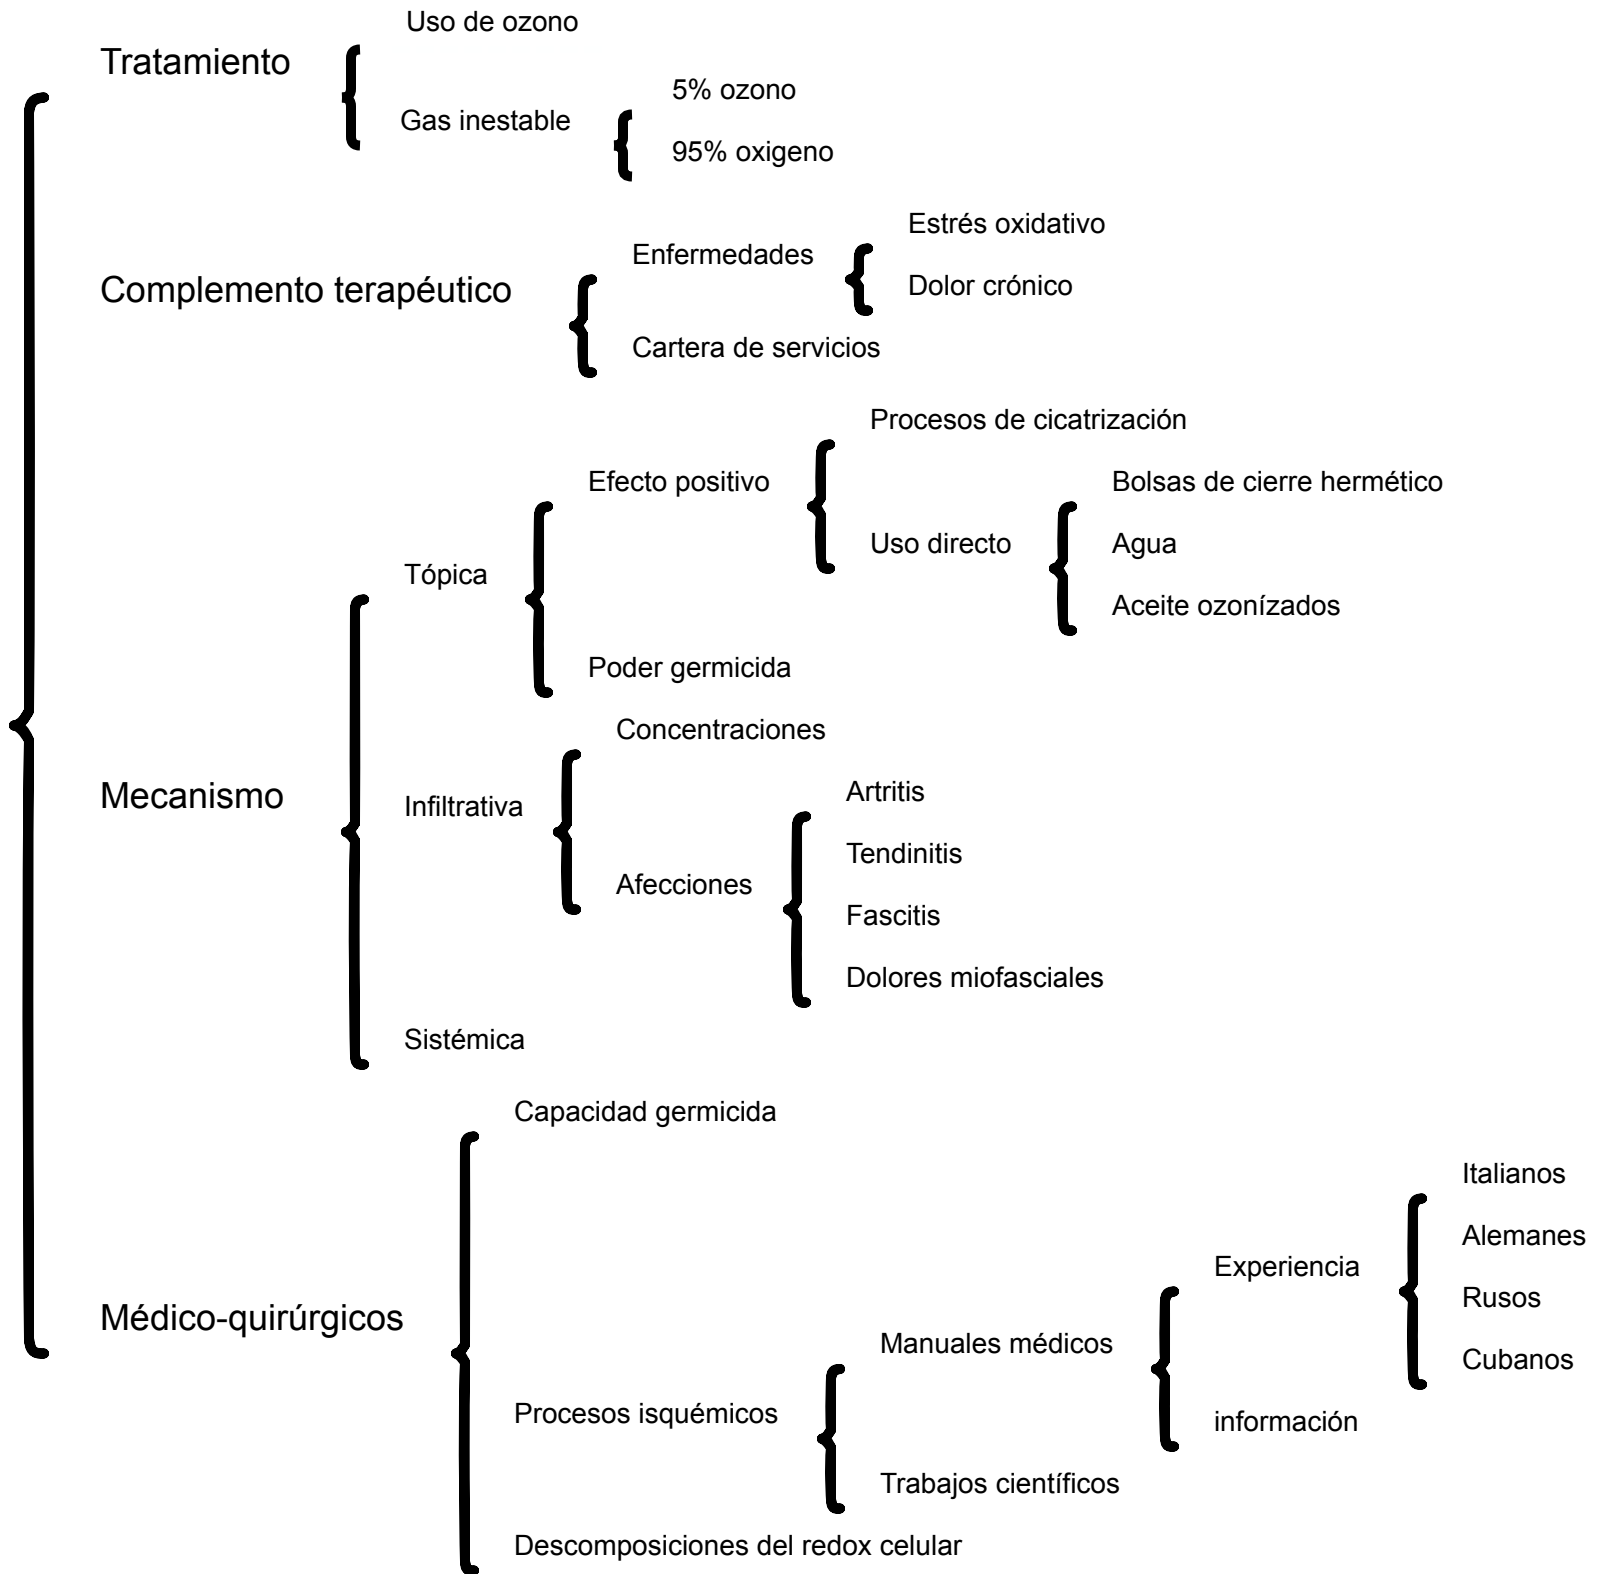 Tratamiento
Uso de ozono
Gas inestable
5% ozono
95% oxigeno
Complemento terapéutico
Enfermedades
Estrés oxidativo
Dolor crónico
Cartera de servicios
Mecanismo
Tópica
Efecto positivo
Procesos de cicatrización
Uso directo
Bolsas de cierre hermético
Agua
Aceite ozonízados
Poder germicida
Infiltrativa
Concentraciones
Afecciones
Artritis
Tendinitis
Fascitis
Dolores miofasciales
Sistémica
Médico-quirúrgicos
Capacidad germicida
Procesos isquémicos
Manuales médicos
Experiencia
Italianos
Alemanes
Rusos
Cubanos
información
Trabajos científicos
Descomposiciones del redox celular